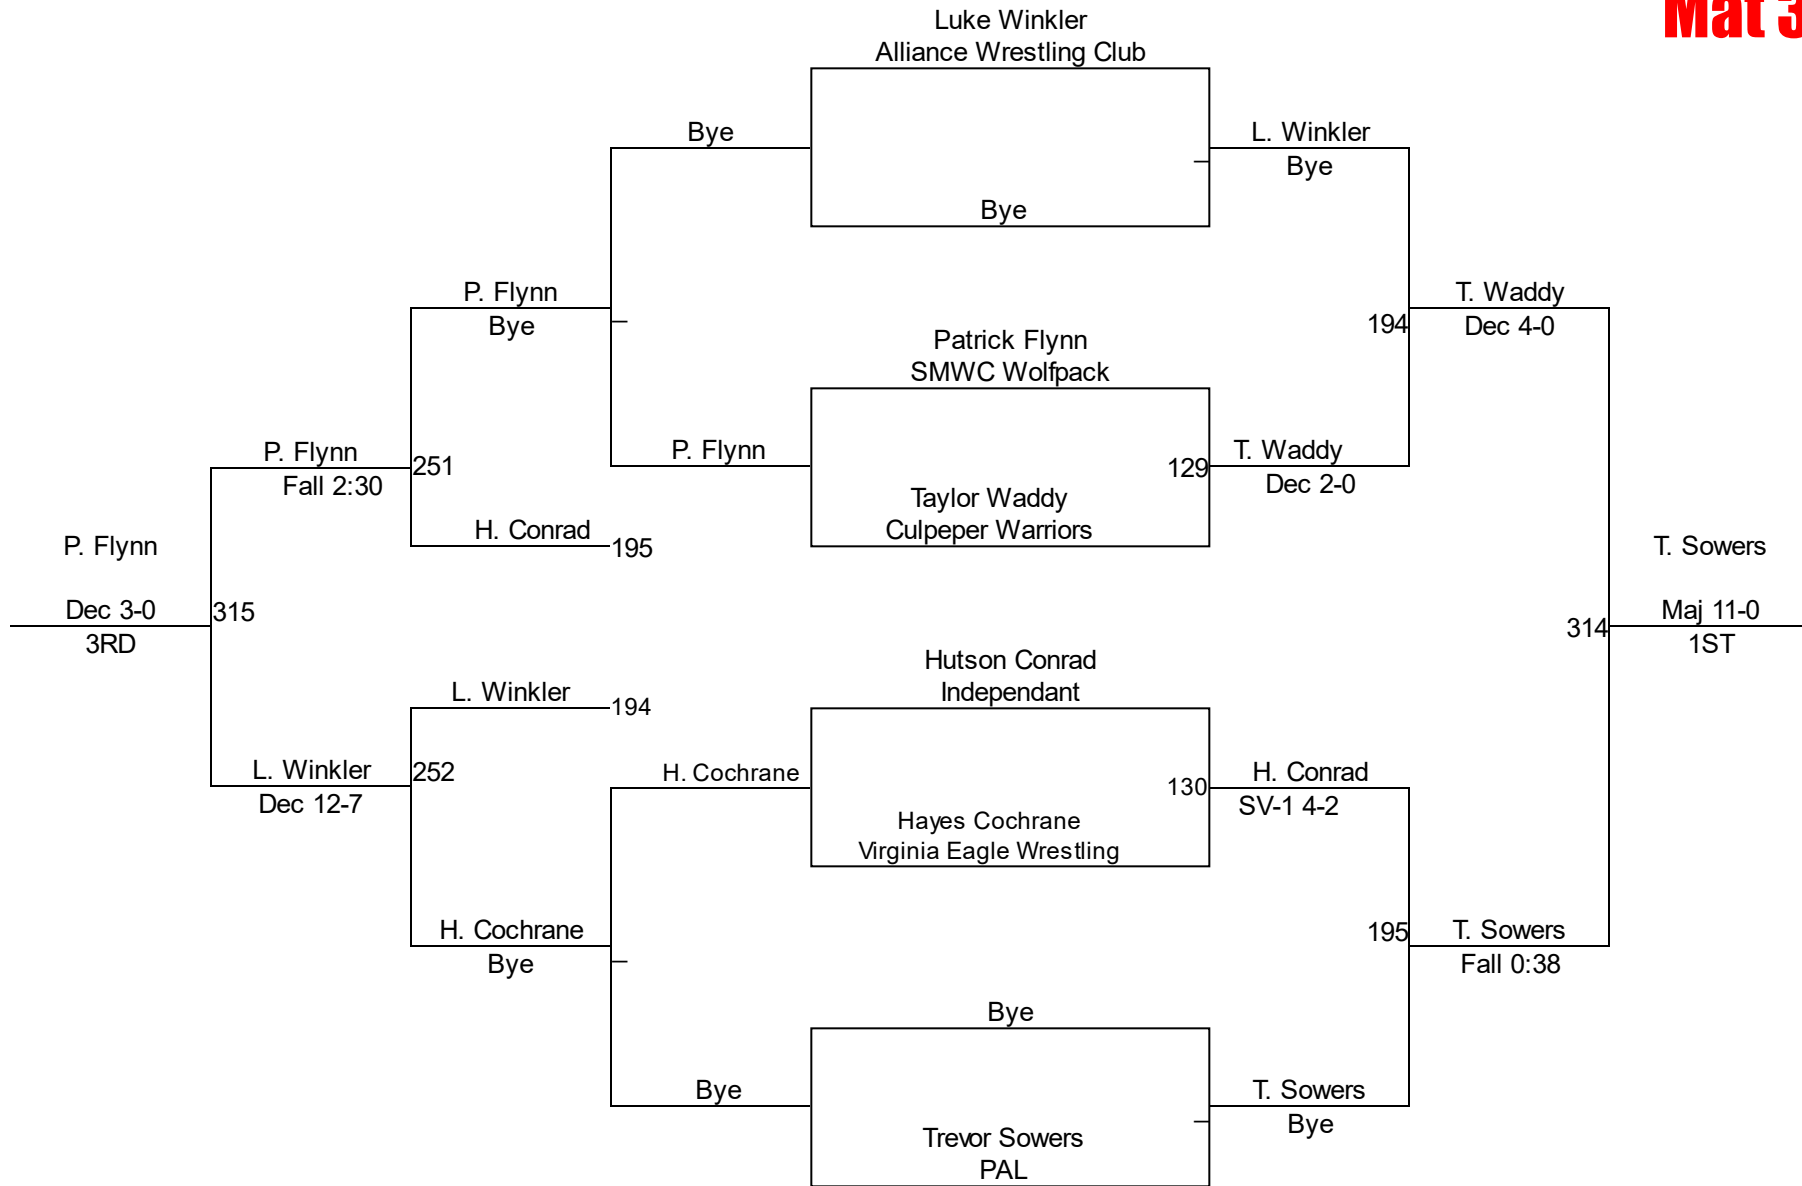 Mat 3
Luke Winkler
Alliance Wrestling Club
Bye
L. Winkler
Bye
Bye
P. Flynn
Bye
T. Waddy
194
Dec 4-0
Patrick Flynn
SMWC Wolfpack
P. Flynn
Fall 2:30
251
P. Flynn
129
T. Waddy
Dec 2-0
Taylor Waddy
Culpeper Warriors
H. Conrad
195
P. Flynn
Dec 3-0
3RD
315
T. Sowers
Maj 11-0
1ST
314
Hutson Conrad
Independant
L. Winkler
194
L. Winkler
Dec 12-7
252
H. Cochrane
130
H. Conrad
SV-1 4-2
Hayes Cochrane
Virginia Eagle Wrestling
H. Cochrane
Bye
195
T. Sowers
Fall 0:38
Bye
Bye
T. Sowers
Bye
Trevor Sowers
PAL